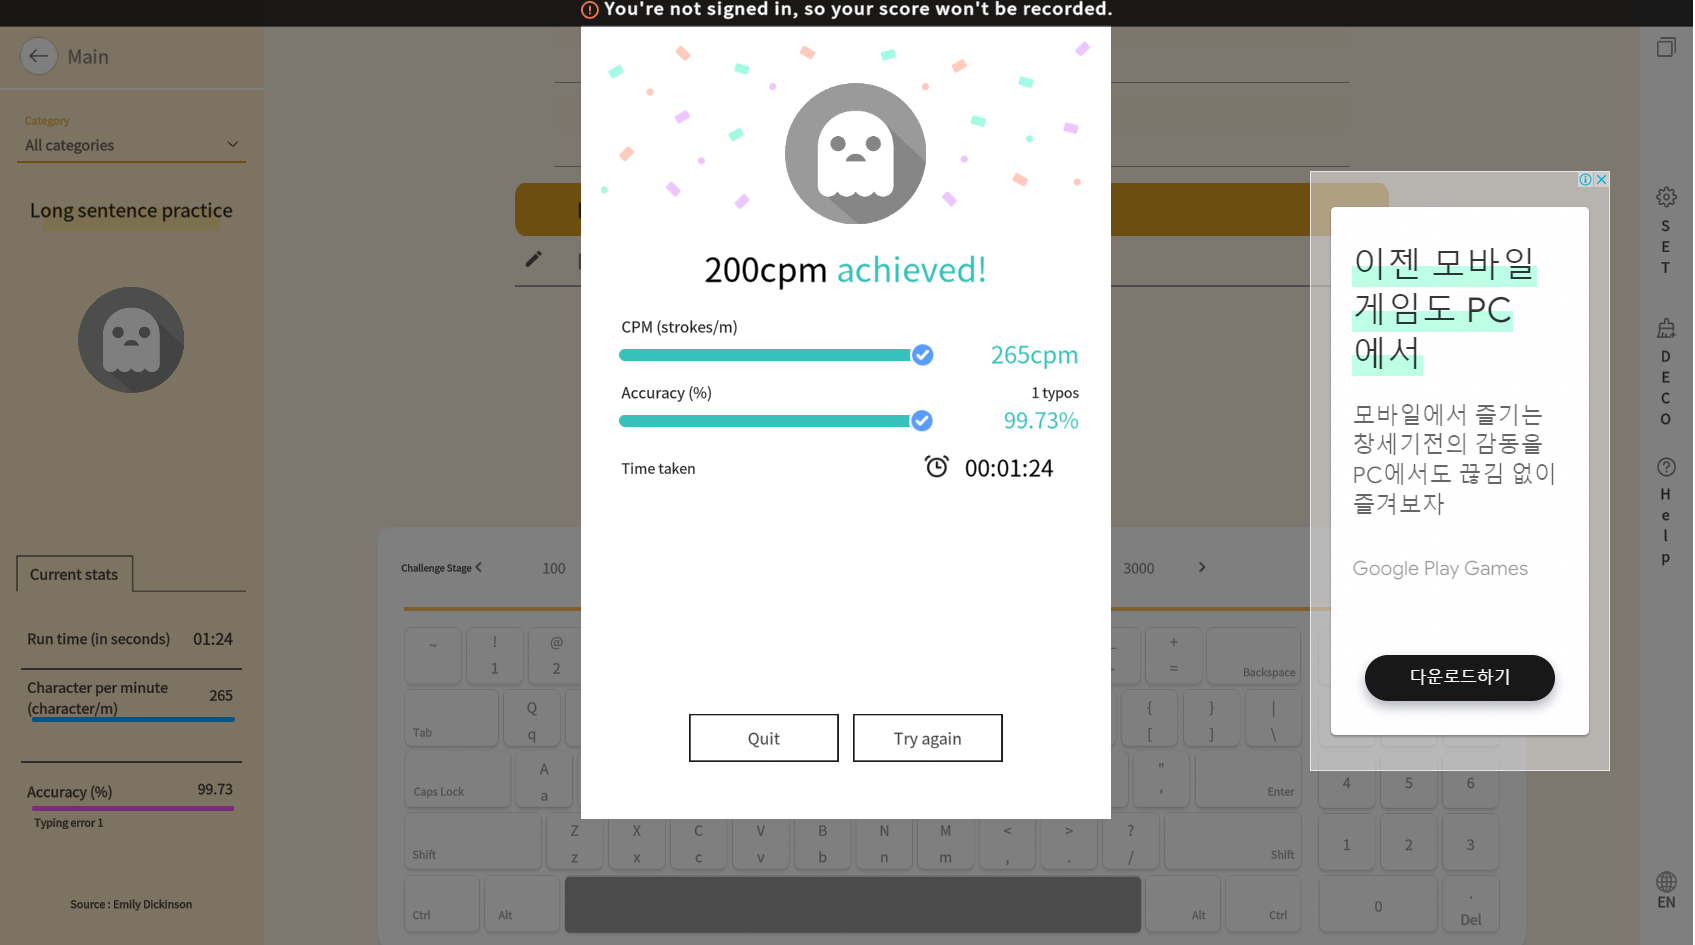 You're not signed in, so your score won't be recorded.
Main
Category
All categories
Long sentence practice
200cpm achieved!
CPM (strokes/m)
265cpm
Accuracy (%)
1 typos
99.73%
Time taken
00:01:24
Quit
Try again
Current stats
Run time (in seconds) 01:24
Character per minute
(character/m)
265
Accuracy (%) 99.73
Typing error 1
Source : Emily Dickinson
Challenge Stage
100
3000
~
!
1
@
2
+
=
Backspace
Tab
Q
q
{
[
}
]
|
\
Caps Lock
A
a
"
'
Enter
4
5
6
Shift
Z
z
X
x
C
c
V
v
B
b
N
n
M
m
<
,
>
.
?
/
Shift
1
2
3
Ctrl
Alt
Alt
Ctrl
0
.
Del
이젠 모바일
게임도 PC
에서
모바일에서 즐기는
창세기전의 감동을
PC에서도 끊김 없이
즐겨보자
Google Play Games
다운로드하기
SET
DECO
Help
EN